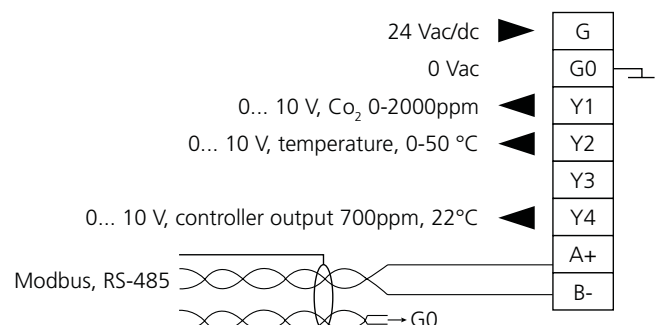 24 Vac/dc G
0 Vac G0
0... 10 V, Co₂ 0-2000ppm Y1
0... 10 V, temperature, 0-50 °C Y2
Y3
0... 10 V, controller output 700ppm, 22°C Y4
A+
Modbus, RS-485
B-
G0